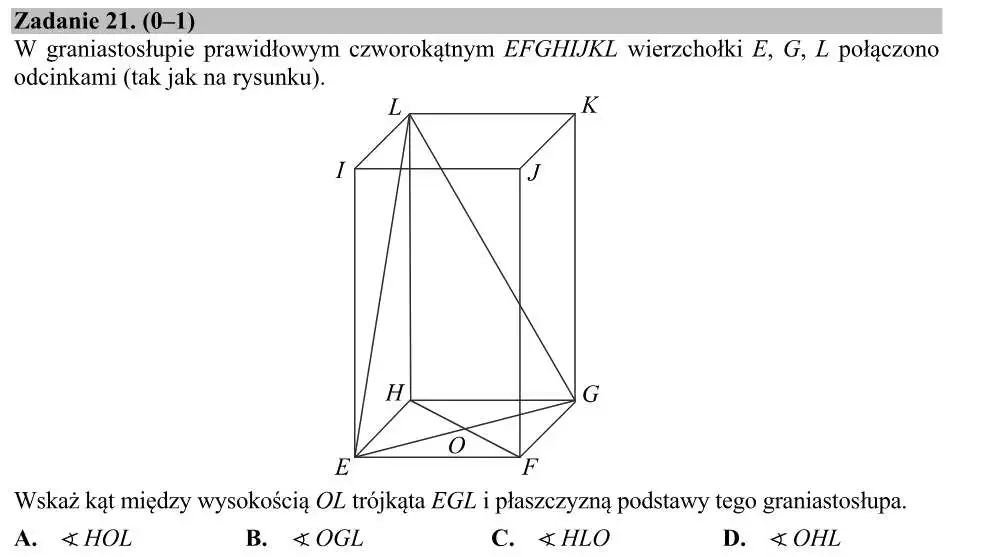 Zadanie 21. (0–1)
W graniastosłupie prawidłowym czworokątnym EFGHIJKL wierzchołki E, G, L połączono
odcinkami (tak jak na rysunku).
L
K
I
J
H
G
O
E
F
Wskaż kąt między wysokością OL trójkąta EGL i płaszczyzną podstawy tego graniastosłupa.
A. ∢ HOL B. ∢ OGL C. ∢ HLO D. ∢ OHL